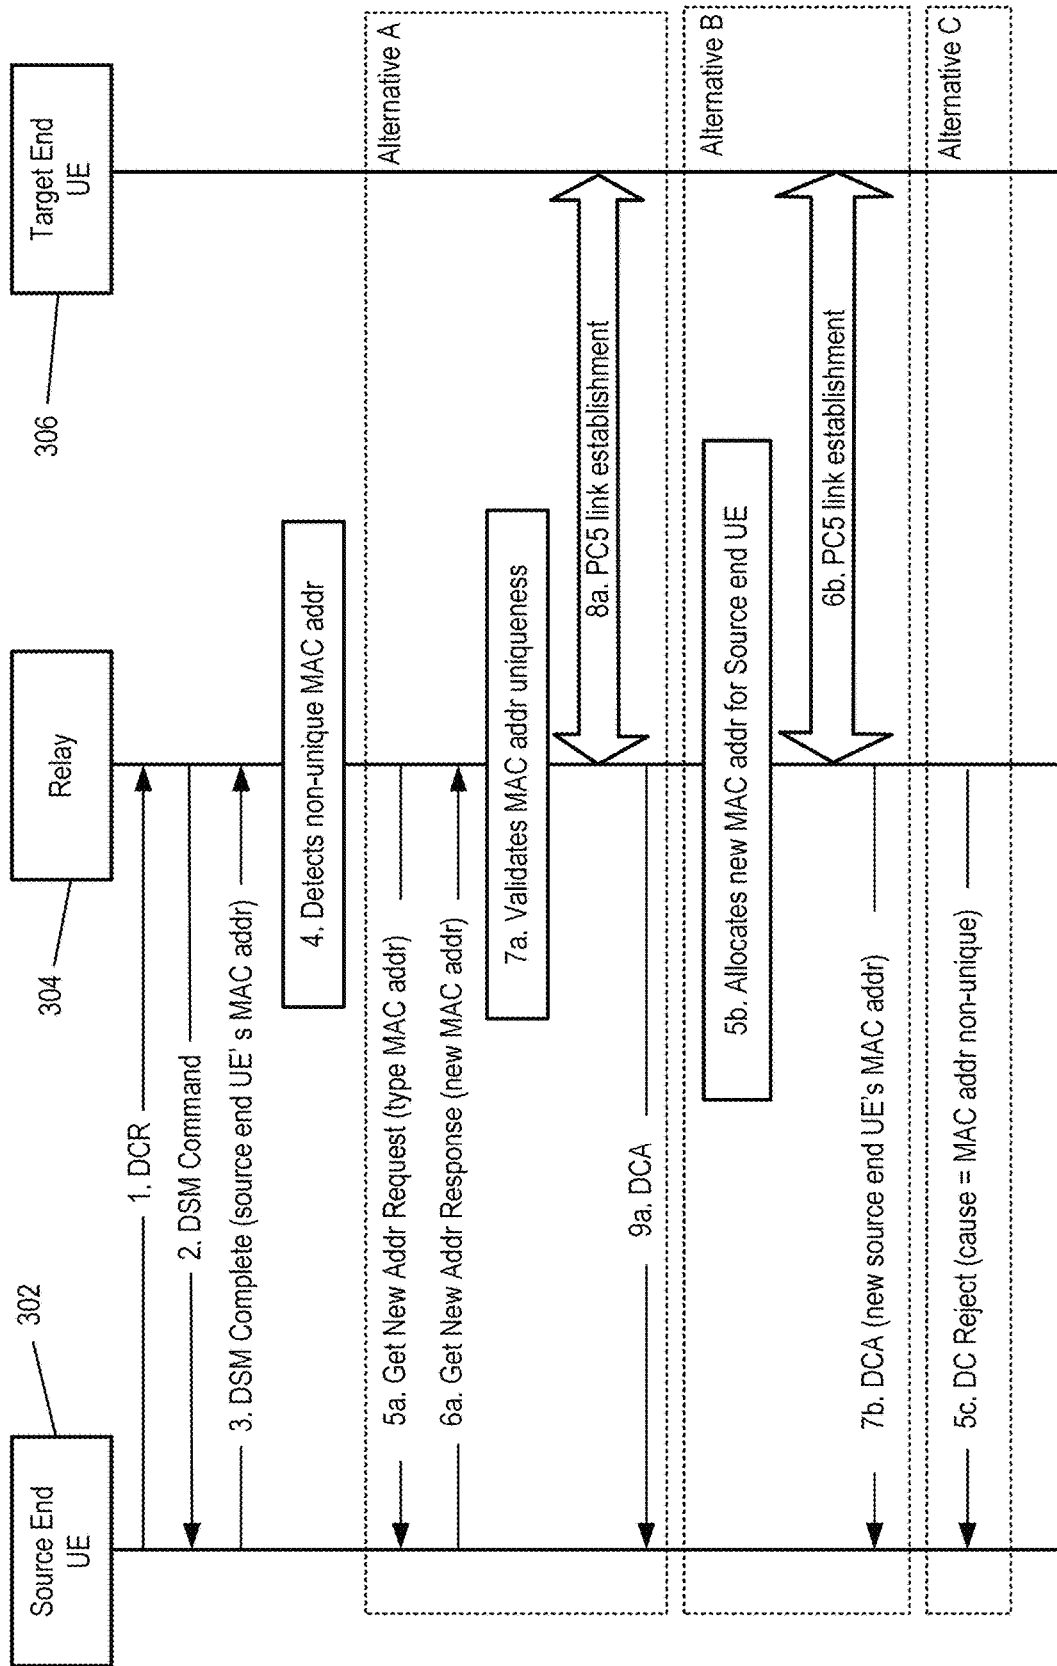 Source End
UE
302
Relay
304
Target End
UE
306
1. DCR
2. DSM Command
3. DSM Complete (source end UE' s MAC addr)
4. Detects non-unique MAC addr
Alternative A
5a. Get New Addr Request (type MAC addr)
6a. Get New Addr Response (new MAC addr)
7a. Validates MAC addr uniqueness
8a. PC5 link establishment
9a. DCA
Alternative B
5b. Allocates new MAC addr for Source end UE
6b. PC5 link establishment
7b. DCA (new source end UE's MAC addr)
Alternative C
5c. DC Reject (cause = MAC addr non-unique)